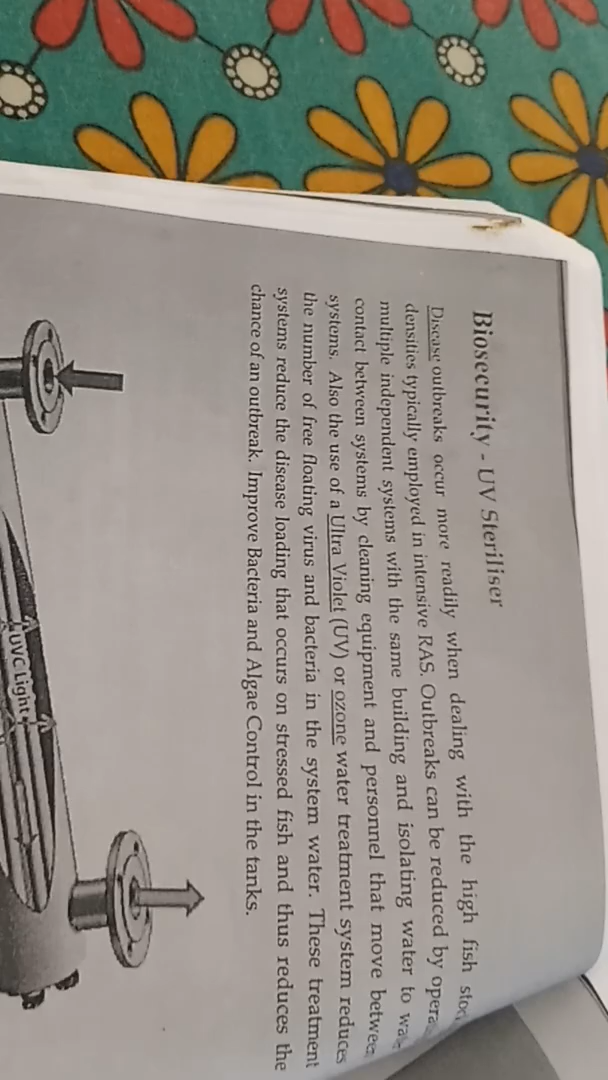 Biosecurity - UV Steriliser
Disease outbreaks occur more readily when dealing with the high fish
densities typically employed in intensive RAS. Outbreaks can be reduced by
multiple independent systems with the same building and isolating water to
contact between systems by cleaning equipment and personnel that move between
systems. Also the use of a Ultra Violet (UV) or ozone water treatment system reduces
the number of free floating virus and bacteria in the system water. These treatment
systems reduce the disease loading that occurs on stressed fish and thus reduces the
chance of an outbreak. Improve Bacteria and Algae Control in the tanks.
UVC Light